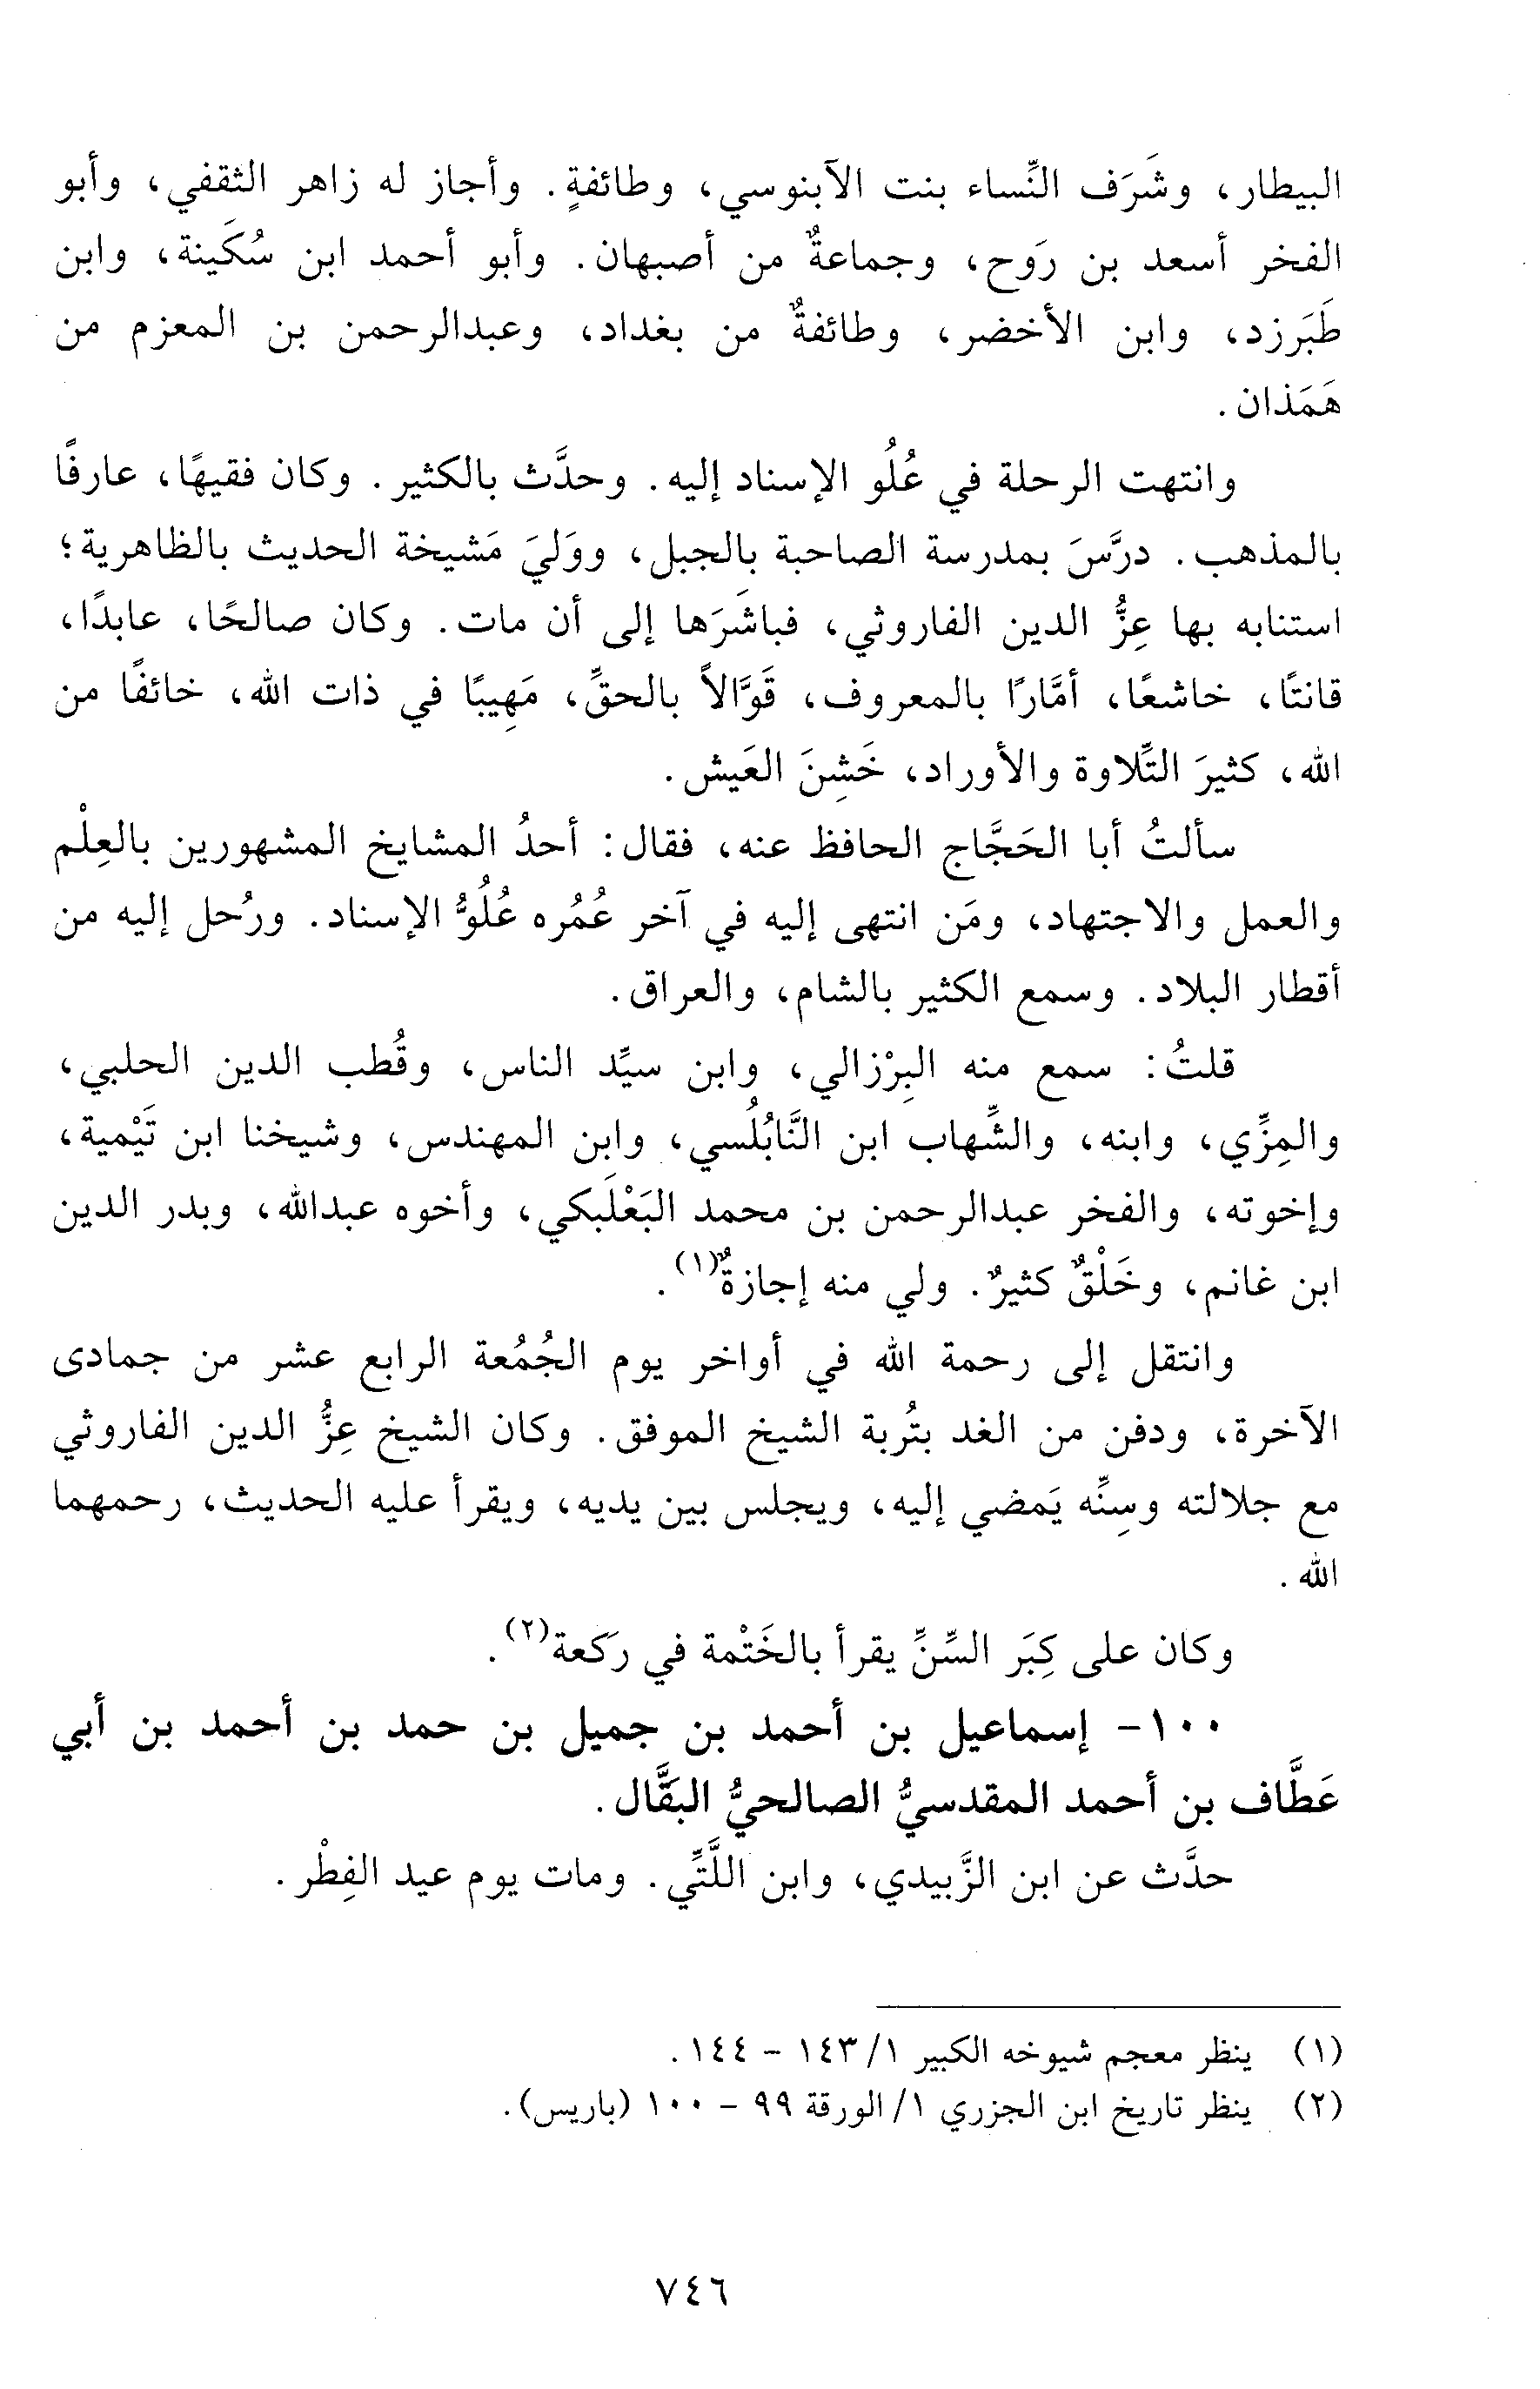 البيطار، وشَرَف النِّساء بنت الآبنوسي، وطائفةٍ. وأجاز له زاهر الثقفي، وأبو
الفخر أسعد بن رَوح، وجماعةٌ من أصبهان. وأبو أحمد ابن سُكَينة، وابن
طَبَرزد، وابن الأخضر، وطائفةٌ من بغداد، وعبدالرحمن بن المعزم من
هَمَذان.
وانتهت الرحلة في عُلُو الإسناد إليه. وحدَّث بالكثير. وكان فقيهًا، عارفًا
بالمذهب. درَّسَ بمدرسة الصاحبة بالجبل، ووَليَ مَشيخة الحديث بالظاهرية؛
استنابه بها عِزُّ الدين الفاروثي، فباشَرَها إلى أن مات. وكان صالحًا، عابدًا،
قانتًا، خاشعًا، أمَّارًا بالمعروف، قَوَّالاً بالحقِّ، مَهِيبًا في ذات الله، خائفًا من
الله، كثيرَ التِّلاوة والأوراد، خَشِنَ العَيش.
سألتُ أبا الحَجَّاج الحافظ عنه، فقال: أحدُ المشايخ المشهورين بالعِلْم
والعمل والاجتهاد، ومَن انتهى إليه في آخر عُمُره عُلُوُّ الإسناد. ورُحل إليه من
أقطار البلاد. وسمع الكثير بالشام، والعراق.
قلتُ: سمع منه البِرْزالي، وابن سيِّد الناس، وقُطب الدين الحلبي،
والمِزِّي، وابنه، والشِّهاب ابن النَّابُلُسي، وابن المهندس، وشيخنا ابن تَيْمية،
وإخوته، والفخر عبدالرحمن بن محمد البَعْلَبكي، وأخوه عبدالله، وبدر الدين
ابن غانم، وخَلْقٌ كثيرٌ. ولي منه إجازةٌ(١).
وانتقل إلى رحمة الله في أواخر يوم الجُمُعة الرابع عشر من جمادى
الآخرة، ودفن من الغد بتُربة الشيخ الموفق. وكان الشيخ عِزُّ الدين الفاروثي
مع جلالته وسِنِّه يَمضي إليه، ويجلس بين يديه، ويقرأ عليه الحديث، رحمهما
الله.
وكان على كِبَر السِّنِّ يقرأ بالخَتْمة في رَكعة(٢).
١٠٠- إسماعيل بن أحمد بن جميل بن حمد بن أحمد بن أبي
عَطَّاف بن أحمد المقدسيُّ الصالحيُّ البَقَّال.
حدَّث عن ابن الزَّبيدي، وابن اللَّتِّي. ومات يوم عيد الفِطْر.
(١) ينظر معجم شيوخه الكبير ١/ ١٤٣ - ١٤٤.
(٢) ينظر تاريخ ابن الجزري ١/ الورقة ٩٩ - ١٠٠ (باريس).
٧٤٦